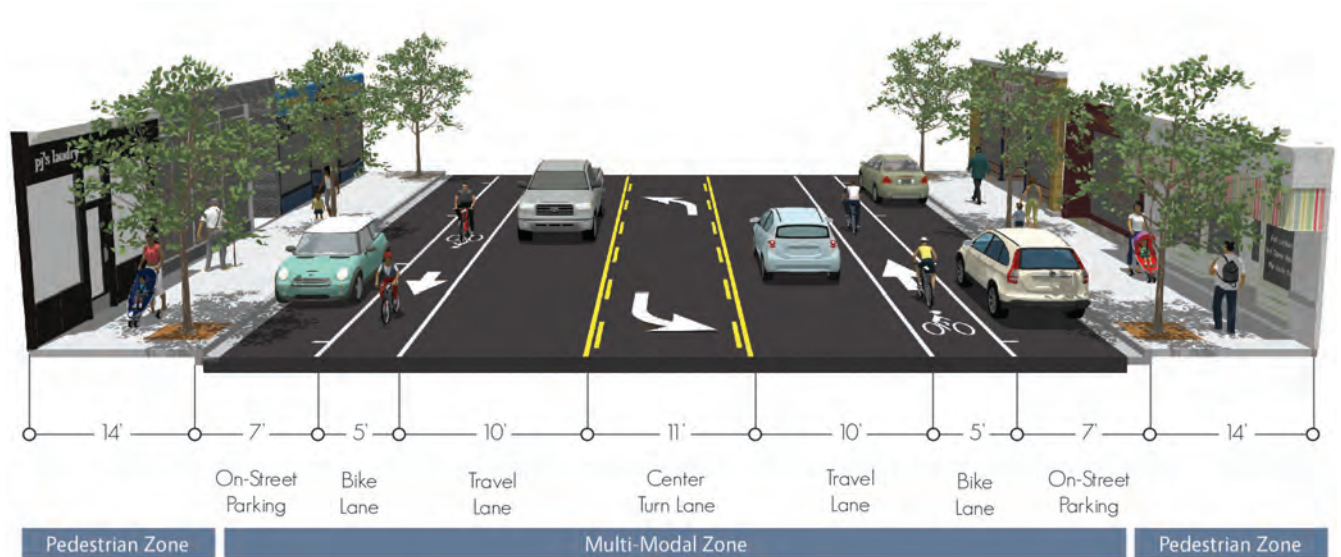 pj's laudry
14' 7' 5' 10' 11' 10' 5' 7' 14'
On-Street Parking
Bike Lane
Travel Lane
Center Turn Lane
Travel Lane
Bike Lane
On-Street Parking
Pedestrian Zone
Multi-Modal Zone
Pedestrian Zone